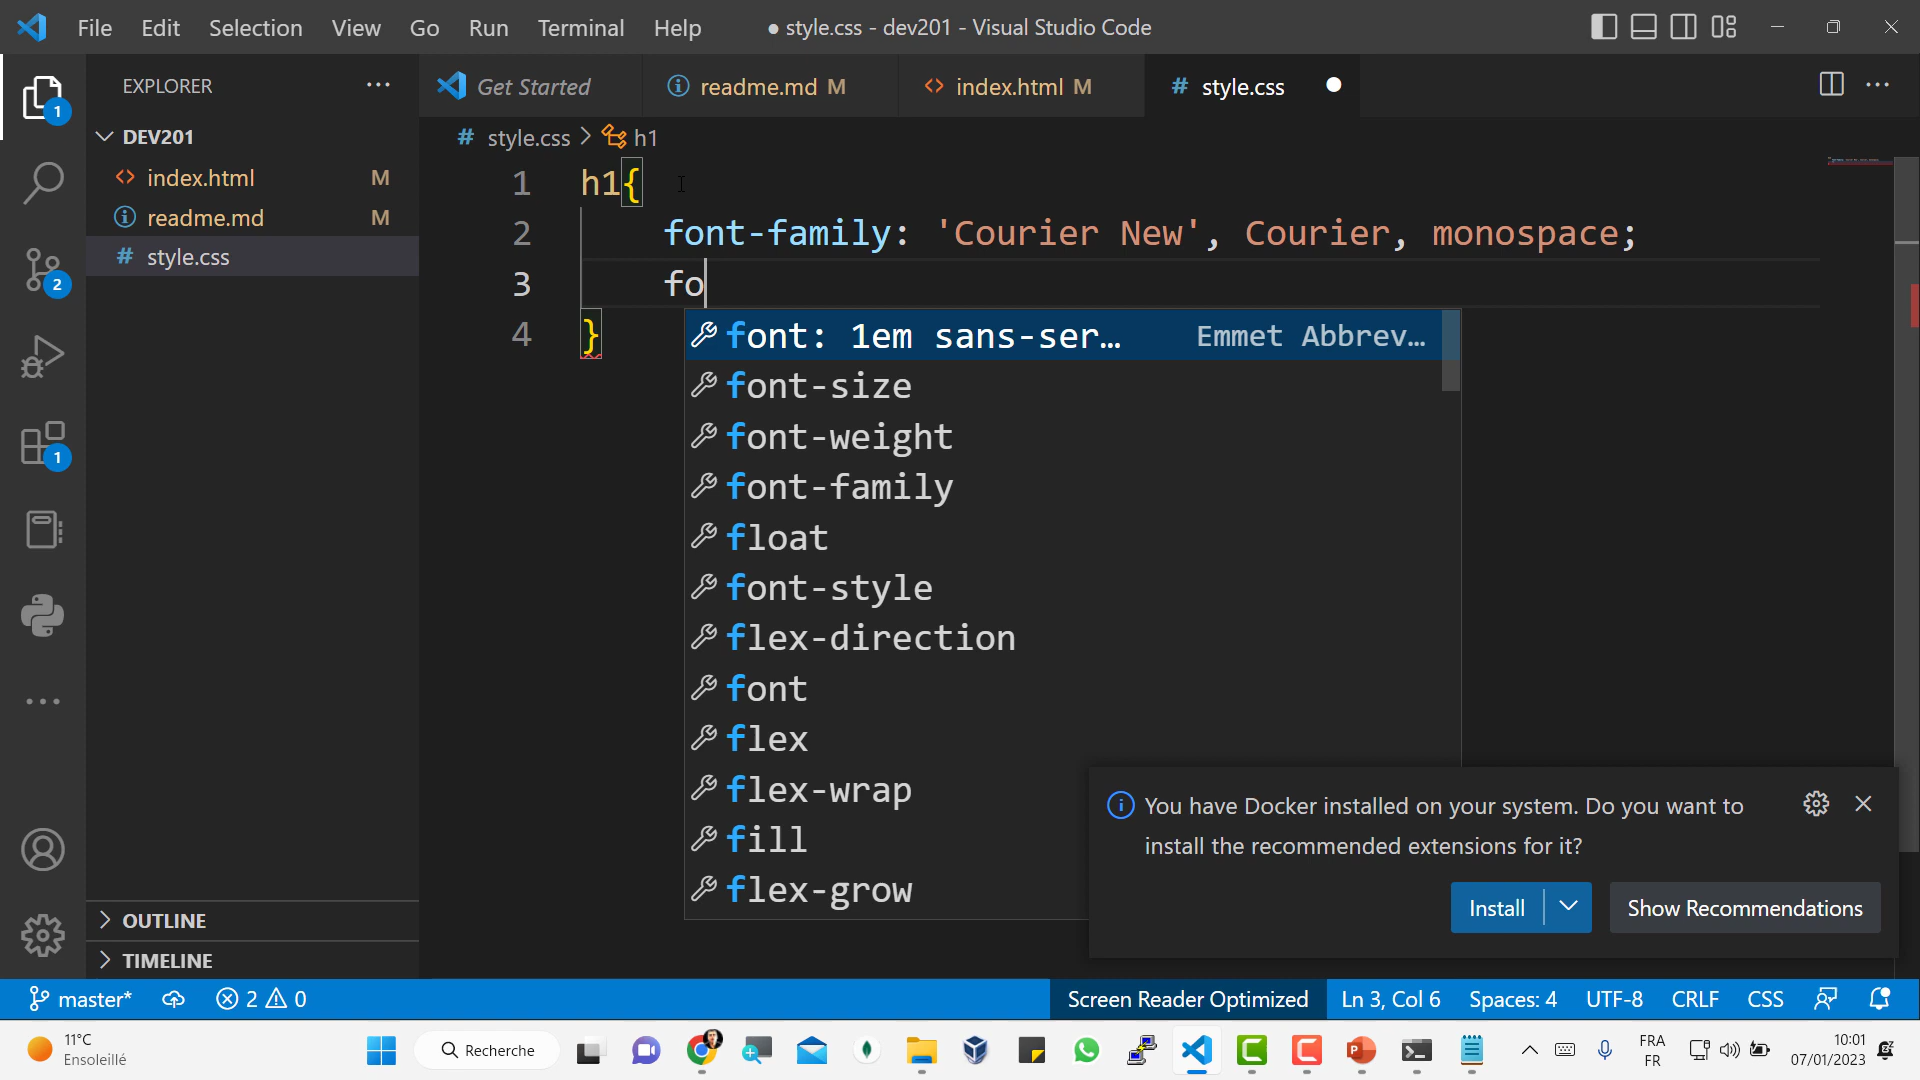 File Edit Selection View Go Run Terminal Help ● style.css - dev201 - Visual Studio Code
EXPLORER ···
Get Started readme.md M <> index.html M # style.css ●
DEV201
# style.css > h1
<> index.html M
readme.md M
# style.css
1 h1{
2 font-family: 'Courier New', Courier, monospace;
3 fo
4 }
font: 1em sans-ser… Emmet Abbrev…
font-size
font-weight
font-family
float
font-style
flex-direction
font
flex
flex-wrap
fill
flex-grow
1
2
1
You have Docker installed on your system. Do you want to
install the recommended extensions for it?
Install Show Recommendations
OUTLINE
TIMELINE
master* 2 0 Screen Reader Optimized Ln 3, Col 6 Spaces: 4 UTF-8 CRLF CSS
11°C
Ensoleillé
Recherche
FRA
FR
10:01
07/01/2023